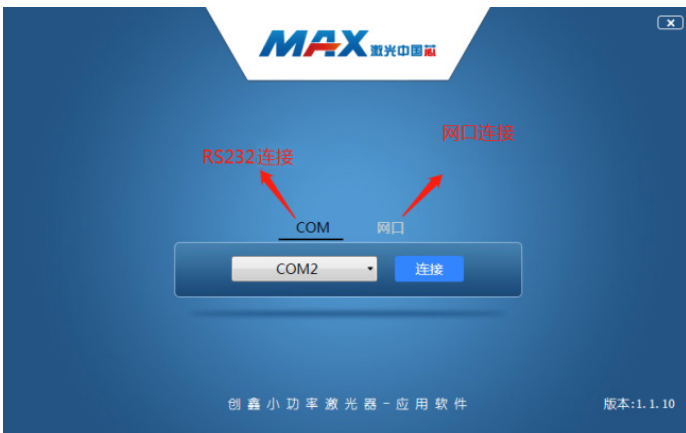 MAX激光中国芯
网口连接
RS232连接
COM 网口
COM2 连接
创鑫小功率激光器-应用软件
版本:1.1.10